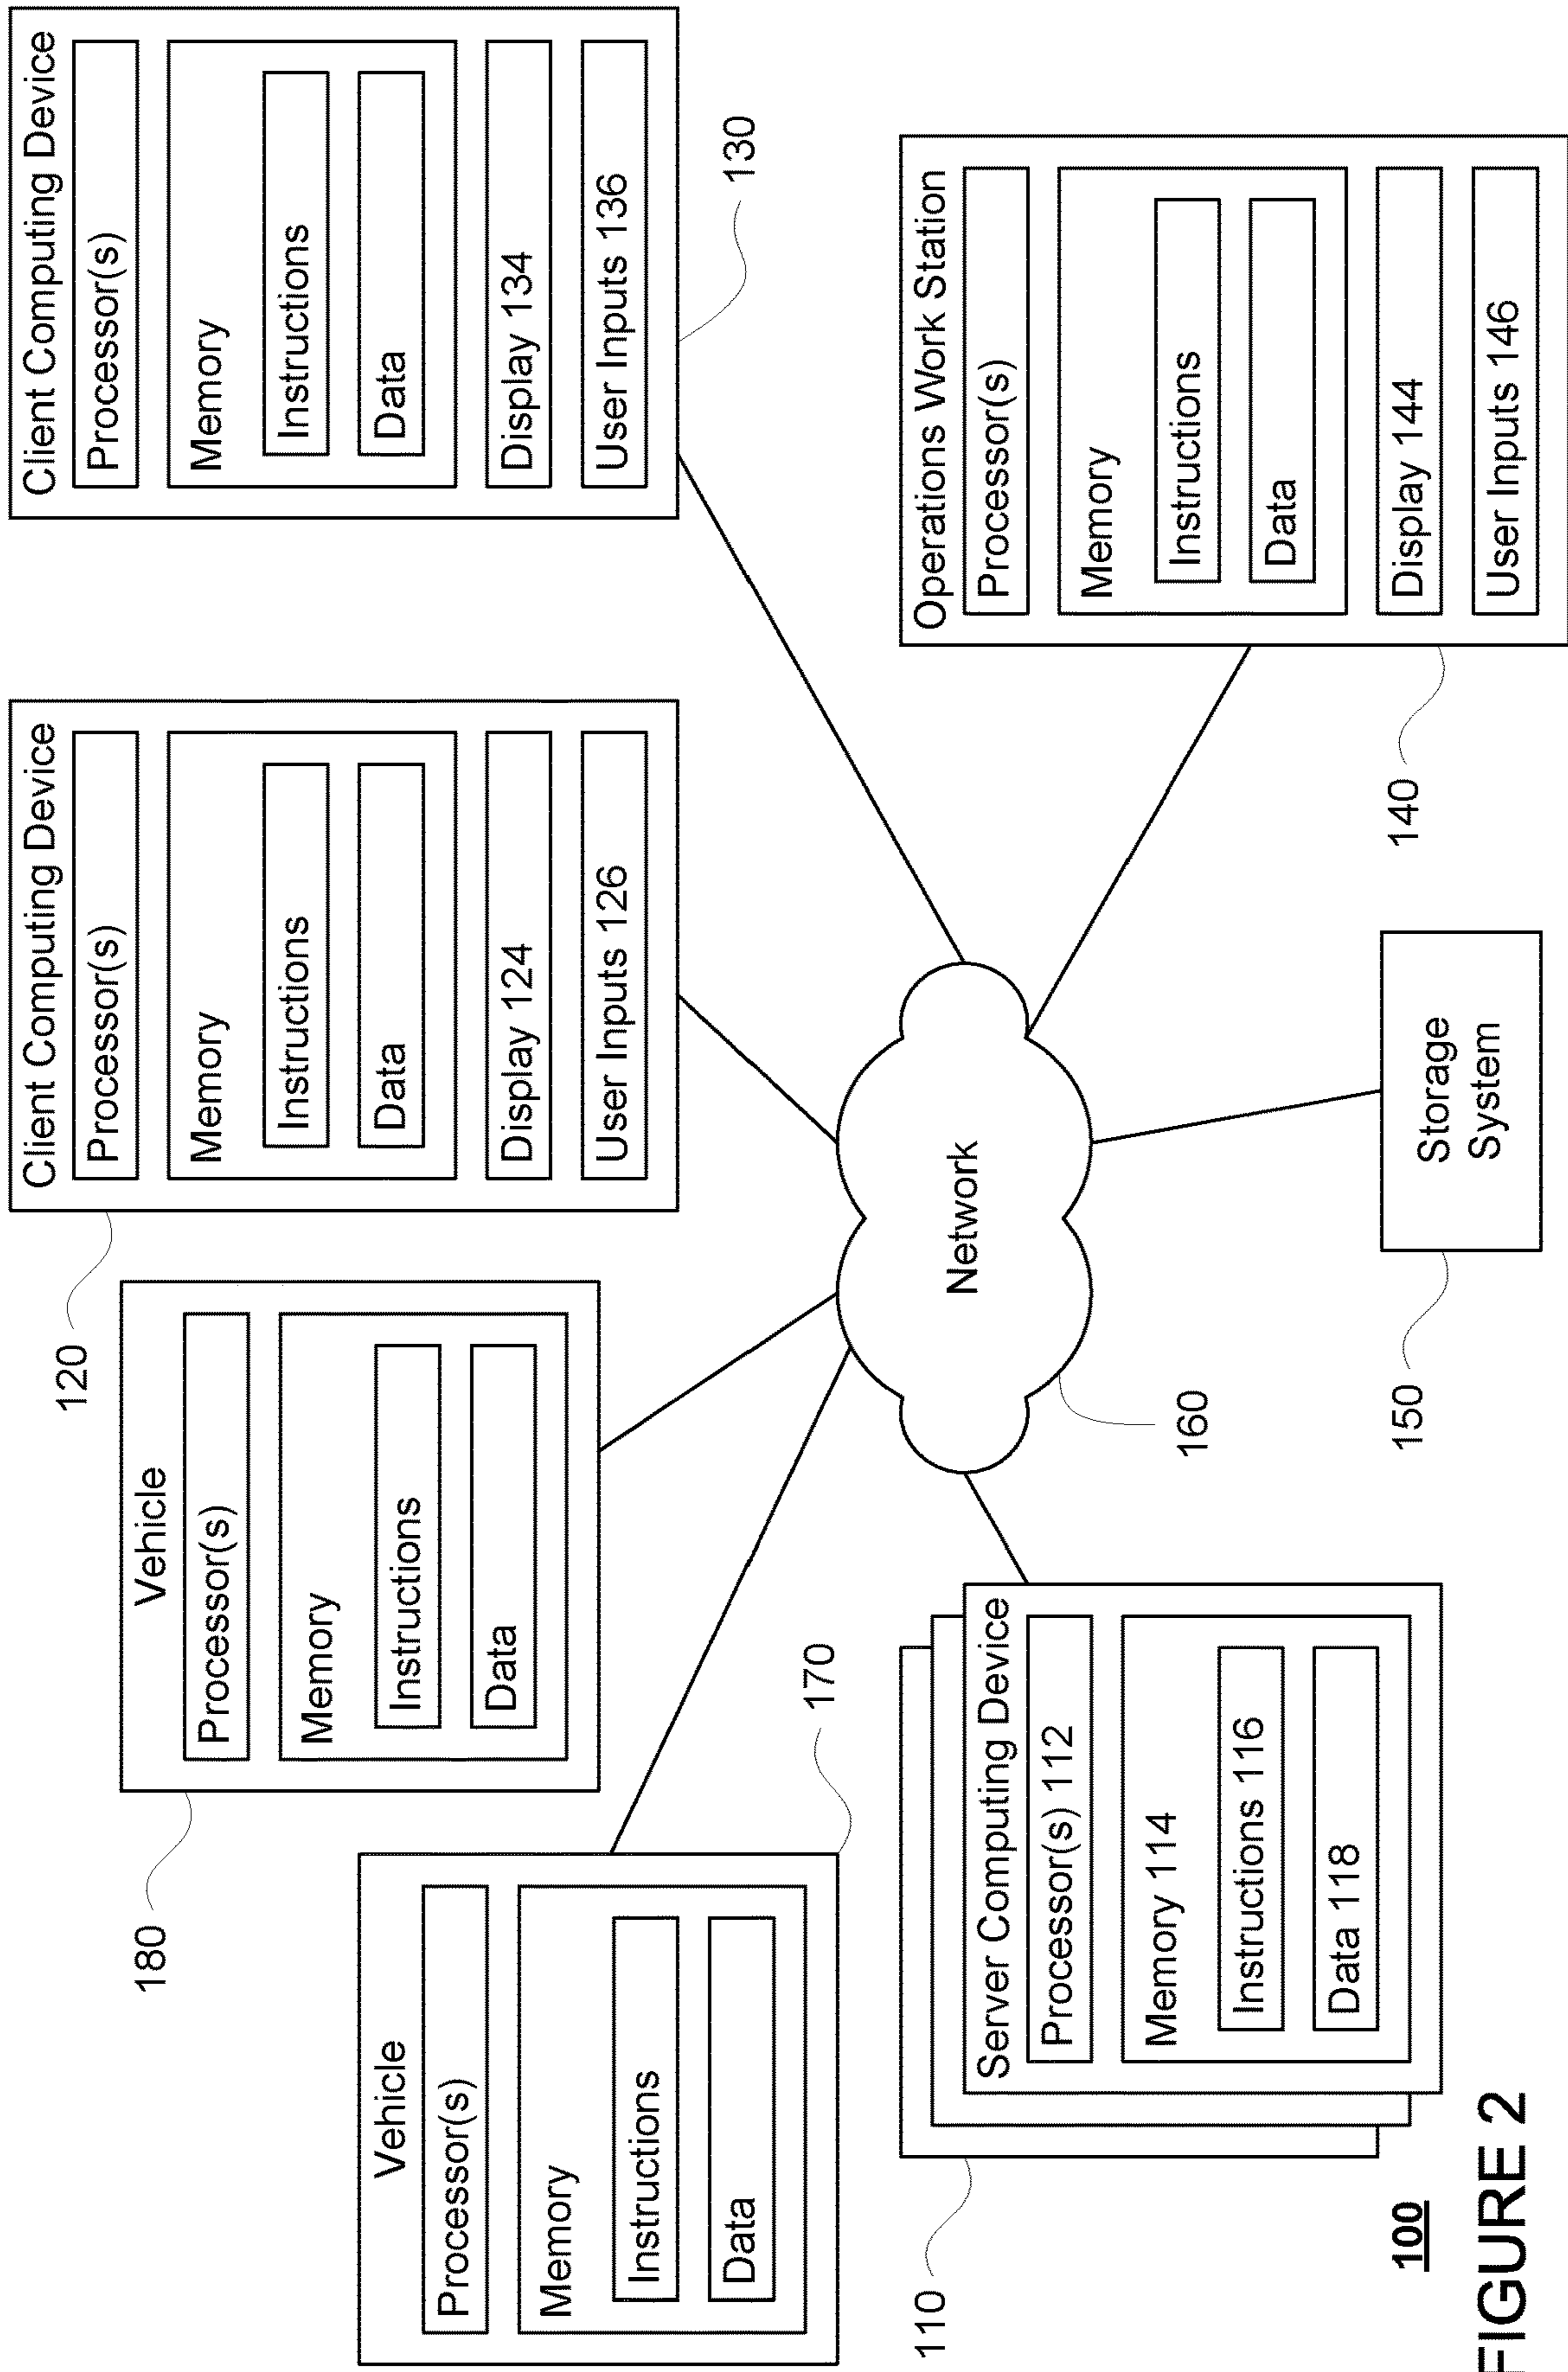 Vehicle
Processor(s)
Memory
Instructions
Data
170
180
Vehicle
Processor(s)
Memory
Instructions
Data
120
Client Computing Device
Processor(s)
Memory
Instructions
Data
Display 124
User Inputs 126
Client Computing Device
Processor(s)
Memory
Instructions
Data
Display 134
User Inputs 136
130
Network
160
110
Server Computing Device
Processor(s) 112
Memory 114
Instructions 116
Data 118
150
Storage
System
140
Operations Work Station
Processor(s)
Memory
Instructions
Data
Display 144
User Inputs 146
100
FIGURE 2